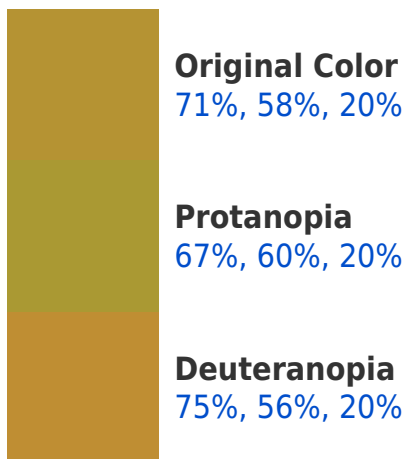 Original Color
71%, 58%, 20%
Protanopia
67%, 60%, 20%
Deuteranopia
75%, 56%, 20%